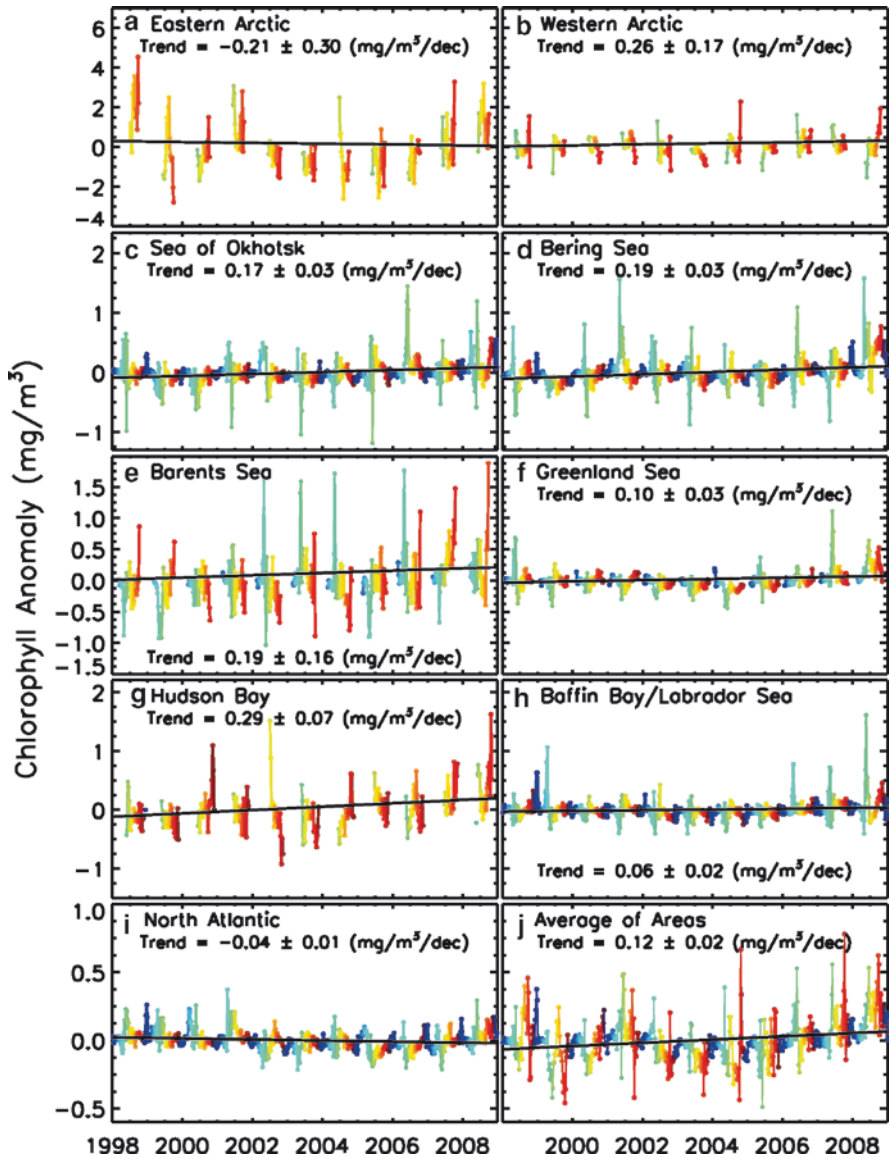 a Eastern Arctic
Trend = -0.21 ± 0.30 (mg/m³/dec)
b Western Arctic
Trend = 0.26 ± 0.17 (mg/m³/dec)
6
4
2
0
-2
-4
c Sea of Okhotsk
Trend = 0.17 ± 0.03 (mg/m³/dec)
d Bering Sea
Trend = 0.19 ± 0.03 (mg/m³/dec)
2
1
0
-1
Chlorophyll Anomaly (mg/m³)
e Barents Sea
Trend = 0.19 ± 0.16 (mg/m³/dec)
f Greenland Sea
Trend = 0.10 ± 0.03 (mg/m³/dec)
1.5
1.0
0.5
0.0
-0.5
-1.0
-1.5
g Hudson Bay
Trend = 0.29 ± 0.07 (mg/m³/dec)
h Baffin Bay/Labrador Sea
Trend = 0.06 ± 0.02 (mg/m³/dec)
2
1
0
-1
i North Atlantic
Trend = -0.04 ± 0.01 (mg/m³/dec)
j Average of Areas
Trend = 0.12 ± 0.02 (mg/m³/dec)
1.0
0.5
0.0
-0.5
1998 2000 2002 2004 2006 2008
2000 2002 2004 2006 2008